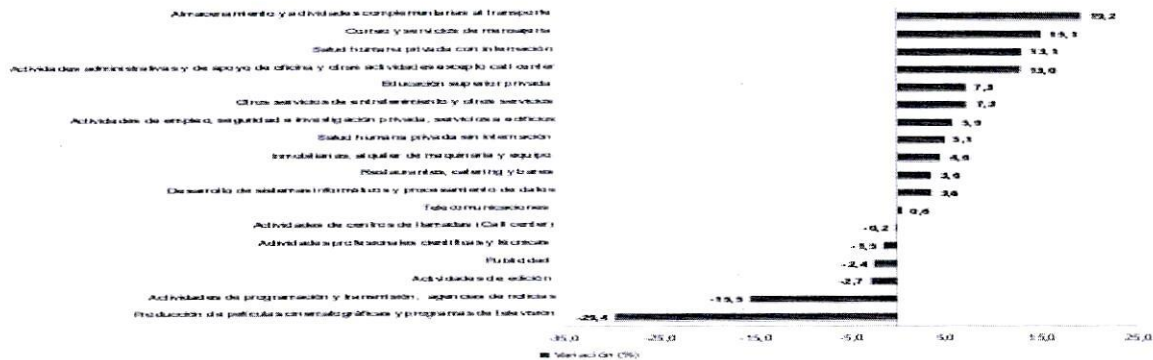 Almacenamiento y actividades complementarias al transporte 19,2
Correo y servicios de mensajería 15,1
Salud humana privada con internación 13,1
Actividades administrativas y de apoyo de oficina y otras actividades excepto call center 13,0
Educación superior privada 7,3
Otros servicios de entretenimiento y otros servicios 7,3
Actividades de empleo, seguridad e investigación privada, servicios a edificios 5,9
Salud humana privada sin internación 5,1
Inmobiliarias, alquiler de maquinaria y equipo 4,6
Restaurantes, catering y bares 3,6
Desarrollo de sistemas informáticos y procesamiento de datos 3,6
Telecomunicaciones 0,6
Actividades de centros de llamadas (Call center) -0,2
Actividades profesionales científicas y técnicas
Publicidad -2,4
Actividades de edición -2,7
Actividades de programación y transmisión, agencias de noticias
Producción de películas cinematográficas y programas de televisión -29,4
-35,0 -25,0 -15,0 -5,0 5,0 15,0 25,0
Variación (%)